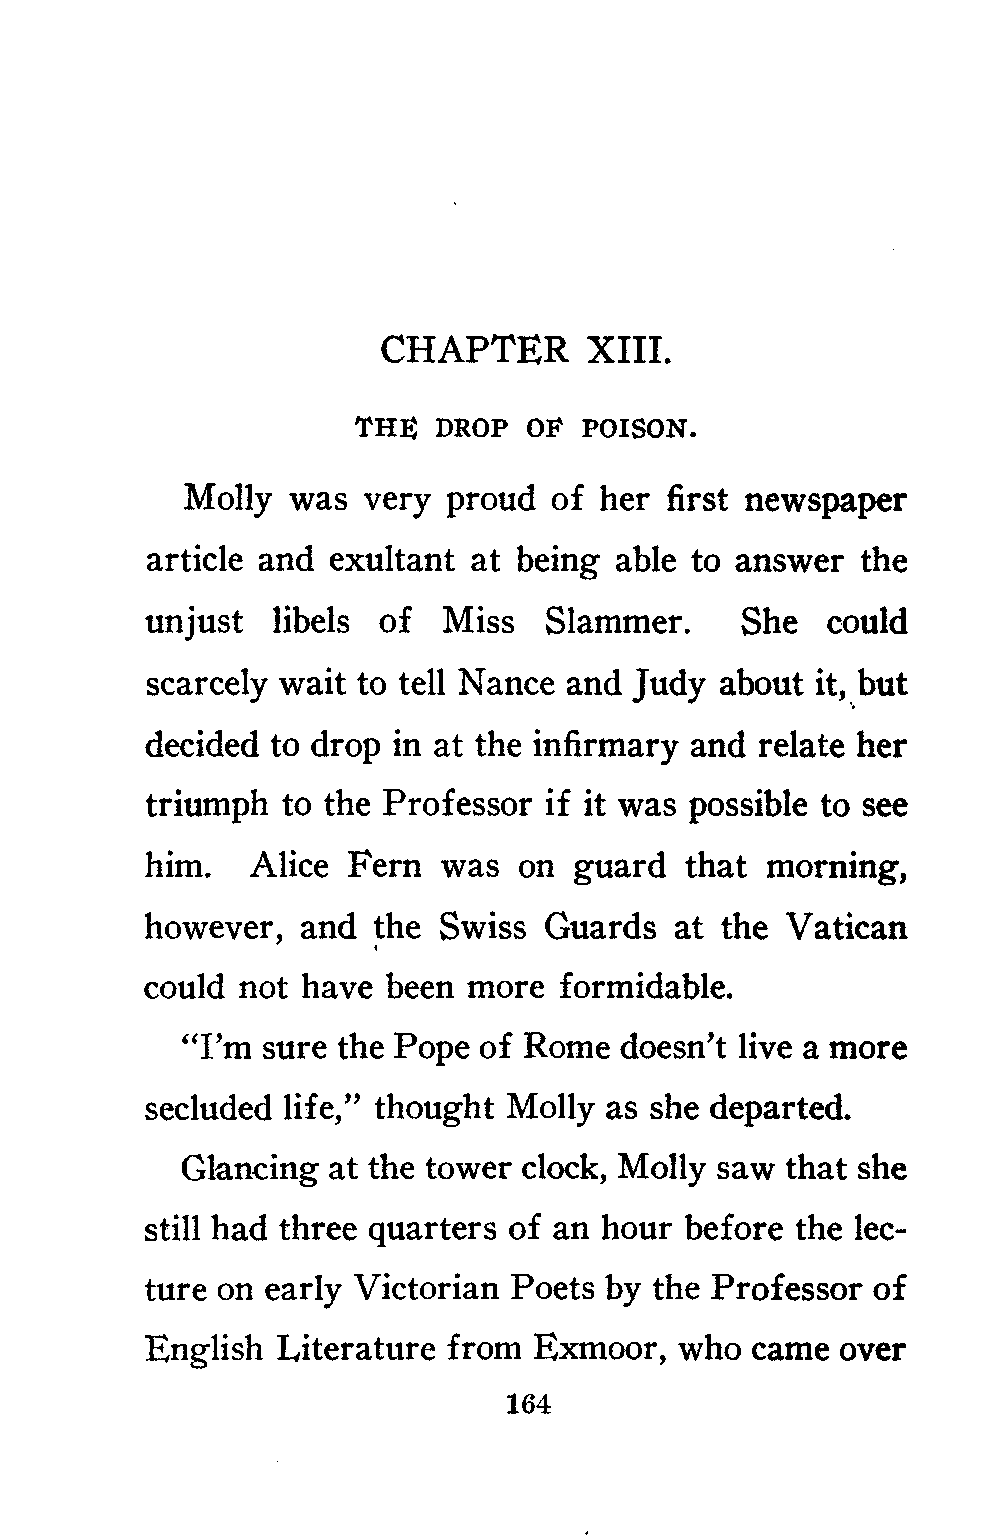 CHAPTER XIII.
THE DROP OF POISON.
Molly was very proud of her first newspaper
article and exultant at being able to answer the
unjust libels of Miss Slammer. She could
scarcely wait to tell Nance and Judy about it, but
decided to drop in at the infirmary and relate her
triumph to the Professor if it was possible to see
him. Alice Fern was on guard that morning,
however, and the Swiss Guards at the Vatican
could not have been more formidable.
"I'm sure the Pope of Rome doesn't live a more
secluded life," thought Molly as she departed.
Glancing at the tower clock, Molly saw that she
still had three quarters of an hour before the lec-
ture on early Victorian Poets by the Professor of
English Literature from Exmoor, who came over
164